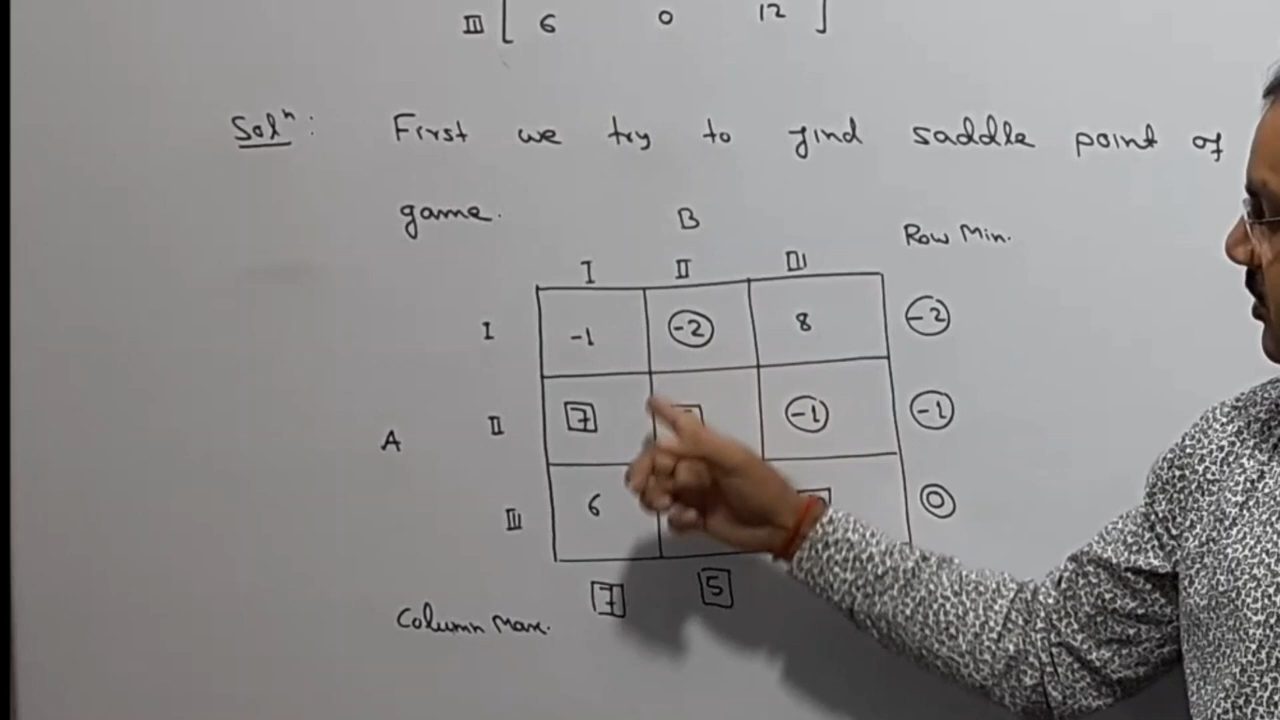 III [ 6 0 12 ]
Solⁿ: First we try to find saddle point of
game.
B
Row Min.
I II III
I -1 -2 8 -2
II 7 -1 -1
A
III 6 0
7 5
Column Max.